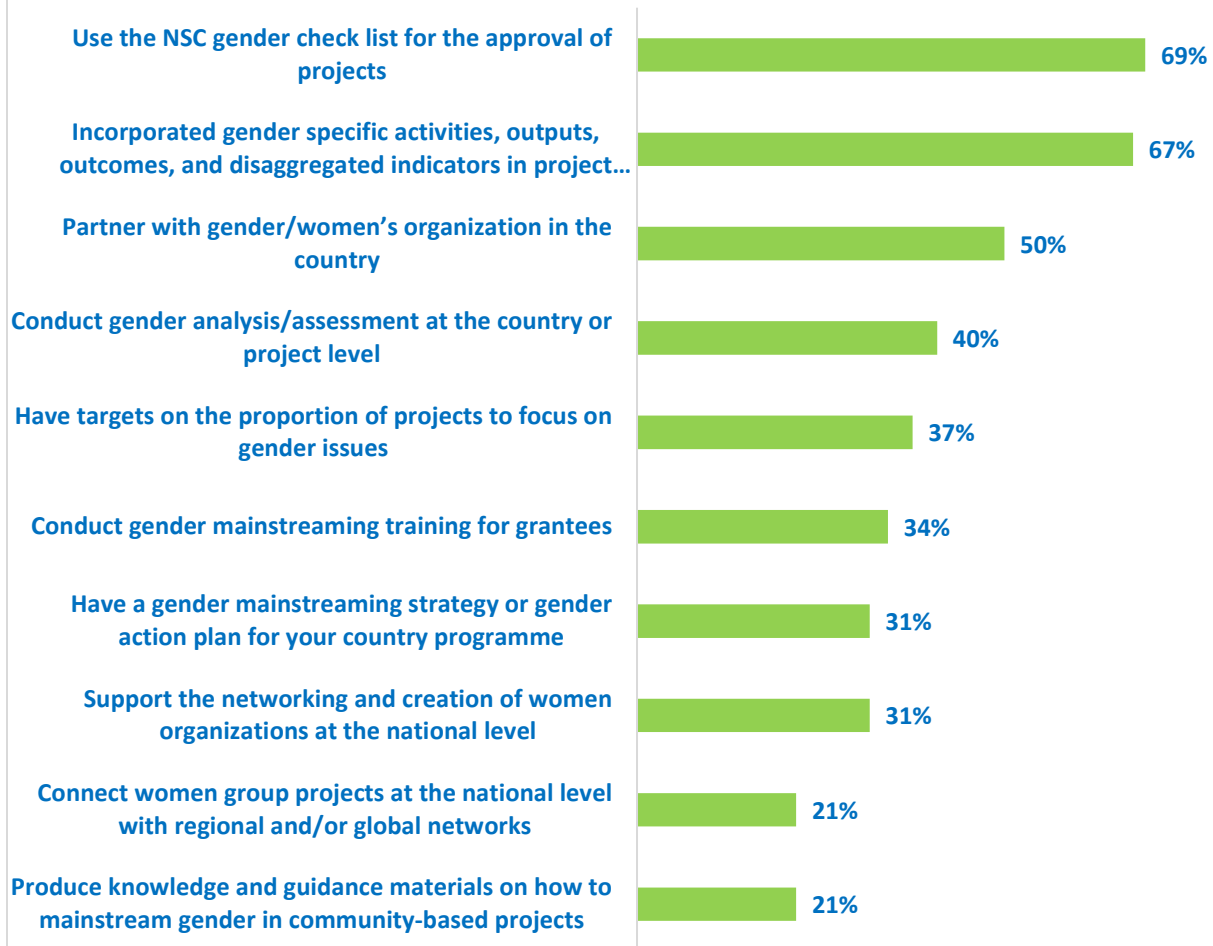 Use the NSC gender check list for the approval of
projects
69%
Incorporated gender specific activities, outputs,
outcomes, and disaggregated indicators in project…
67%
Partner with gender/women’s organization in the
country
50%
Conduct gender analysis/assessment at the country or
project level
40%
Have targets on the proportion of projects to focus on
gender issues
37%
Conduct gender mainstreaming training for grantees
34%
Have a gender mainstreaming strategy or gender
action plan for your country programme
31%
Support the networking and creation of women
organizations at the national level
31%
Connect women group projects at the national level
with regional and/or global networks
21%
Produce knowledge and guidance materials on how to
mainstream gender in community-based projects
21%